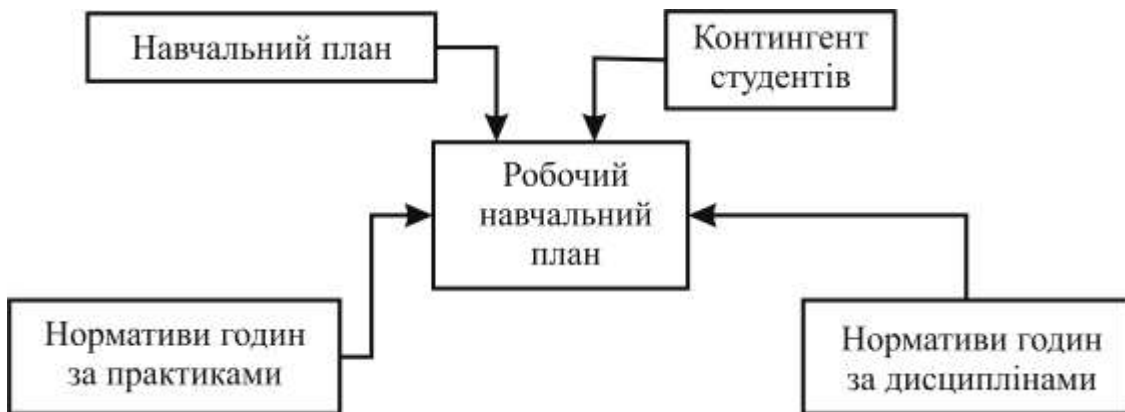 Навчальний план
Контингент
студентів
Робочий
навчальний
план
Нормативи годин
за практиками
Нормативи годин
за дисциплінами